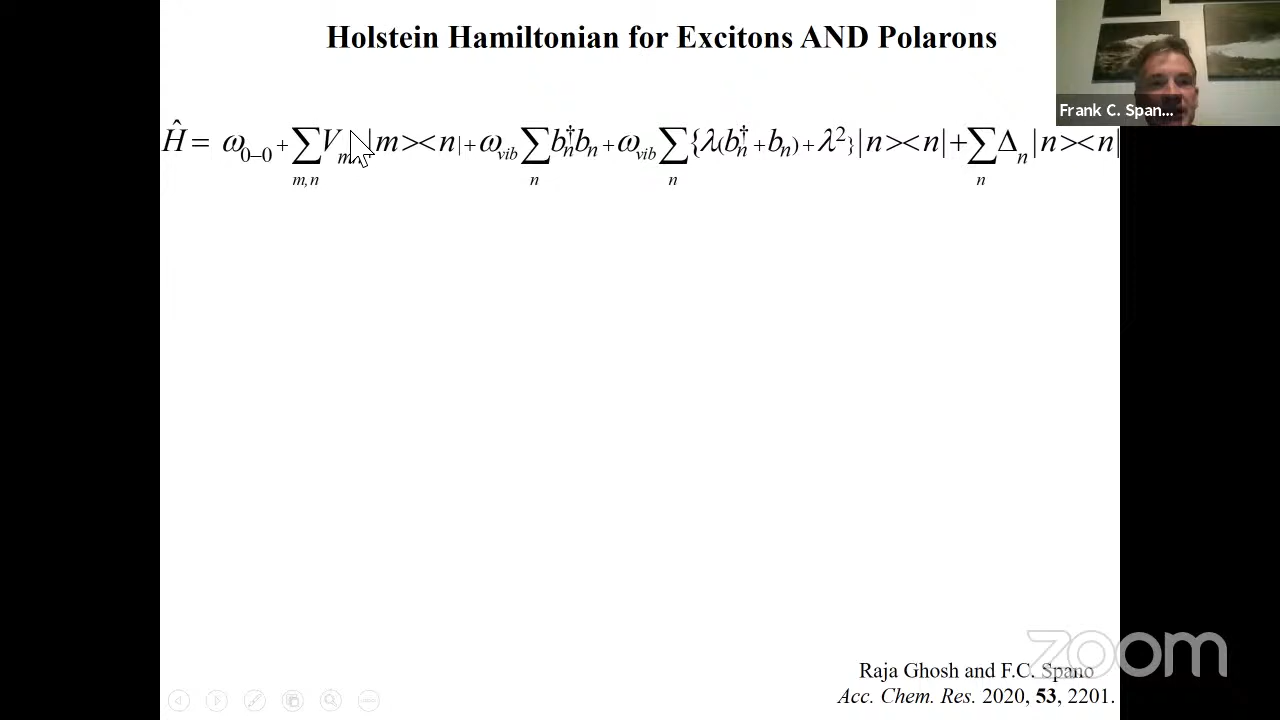 Holstein Hamiltonian for Excitons AND Polarons
Frank C. Span...
Ĥ = ω0–0 + ∑m,n Vm |m><n| + ωvib ∑n b†n bn + ωvib ∑n {λ(b†n + bn) + λ²}|n><n| + ∑n Δn |n><n|
zoom
Raja Ghosh and F.C. Spano
Acc. Chem. Res. 2020, 53, 2201.